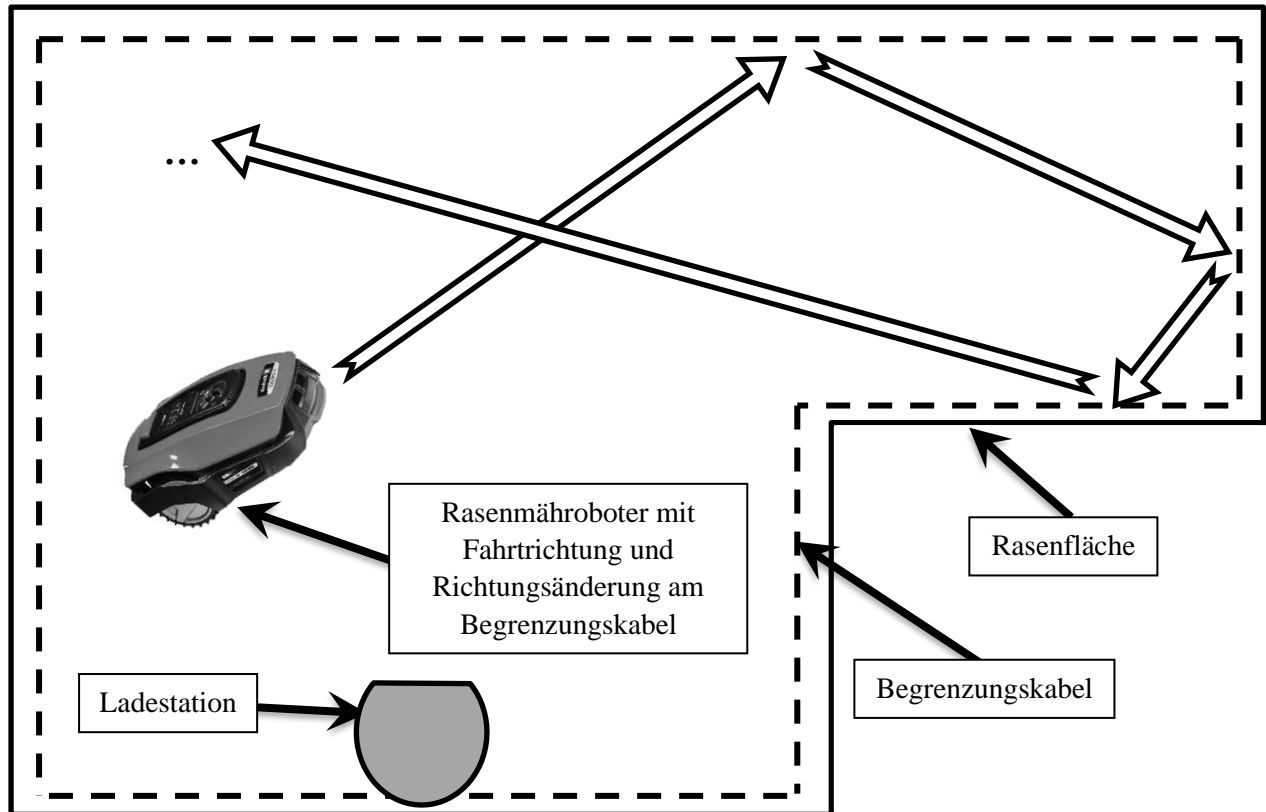 ...
Rasenmähroboter mit
Fahrtrichtung und
Richtungsänderung am
Begrenzungskabel
Rasenfläche
Ladestation
Begrenzungskabel